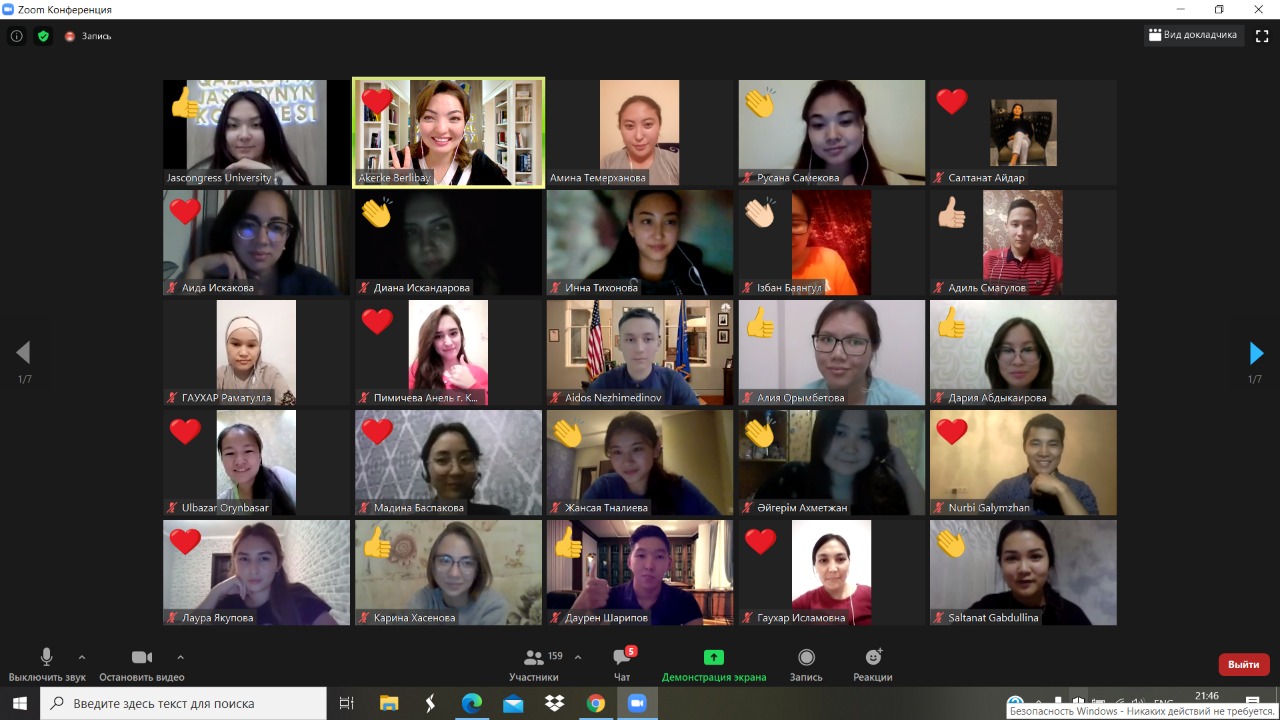 Zoom Конференция
Запись
Вид докладчика
JASTARYNYN
Jascongress University
Akerke Berlibay
Амина Темерханова
Русана Самекова
Салтанат Айдар
Аида Искакова
Диана Искандарова
Инна Тихонова
Ізбан Баянгүл
Адиль Смагулов
ГАУХАР Раматулла
Пимичева Анель г. К...
Aidos Nezhimedinov
Алия Орымбетова
Дария Абдыкаирова
1/7
1/7
Ulbazar Orynbasar
Мадина Баспакова
Жансая Тналиева
Әйгерім Ахметжан
Nurbi Galymzhan
Лаура Якупова
Карина Хасенова
Даурен Шарипов
Гаухар Исламовна
Saltanat Gabdullina
159
5
Выключить звук
Остановить видео
Участники
Чат
Демонстрация экрана
Запись
Реакции
Выйти
Введите здесь текст для поиска
21:46
ENG
Безопасность Windows - Никаких действий не требуется.